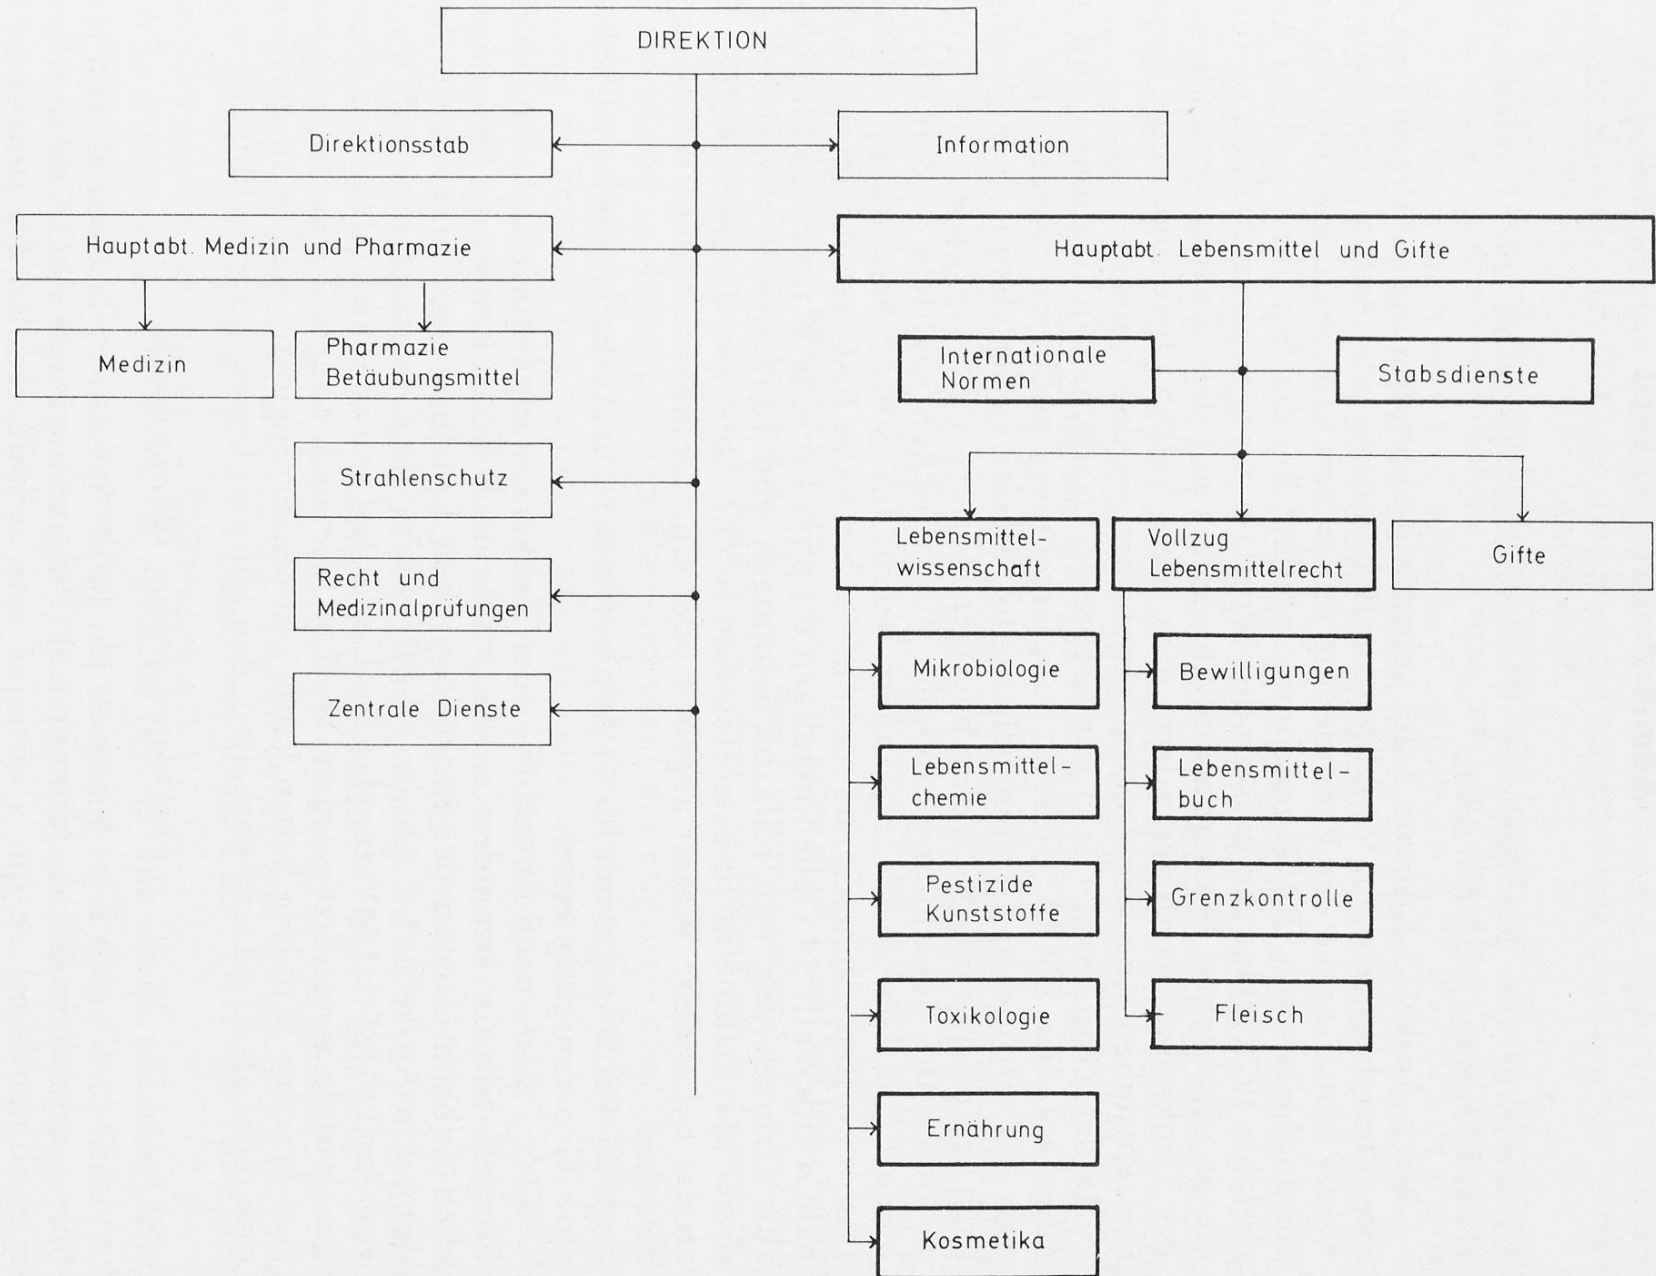 DIREKTION
Direktionsstab
Information
Hauptabt. Medizin und Pharmazie
Hauptabt. Lebensmittel und Gifte
Medizin
Pharmazie
Betäubungsmittel
Internationale
Normen
Stabsdienste
Strahlenschutz
Recht und
Medizinalprüfungen
Zentrale Dienste
Lebensmittel-
wissenschaft
Vollzug
Lebensmittelrecht
Gifte
Mikrobiologie
Lebensmittel-
chemie
Pestizide
Kunststoffe
Toxikologie
Ernährung
Kosmetika
Bewilligungen
Lebensmittel-
buch
Grenzkontrolle
Fleisch